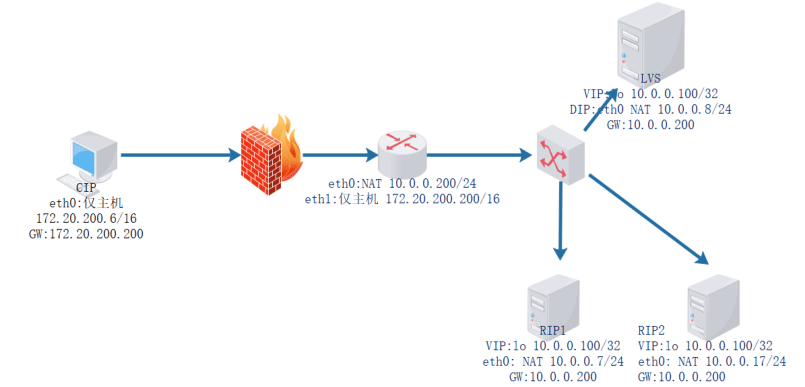 LVS
VIP:lo 10.0.0.100/32
DIP:eth0 NAT 10.0.0.8/24
GW:10.0.0.200
CIP
eth0:仅主机
172.20.200.6/16
GW:172.20.200.200
eth0:NAT 10.0.0.200/24
eth1:仅主机 172.20.200.200/16
RIP1
VIP:lo 10.0.0.100/32
eth0: NAT 10.0.0.7/24
GW:10.0.0.200
RIP2
VIP:lo 10.0.0.100/32
eth0: NAT 10.0.0.17/24
GW:10.0.0.200